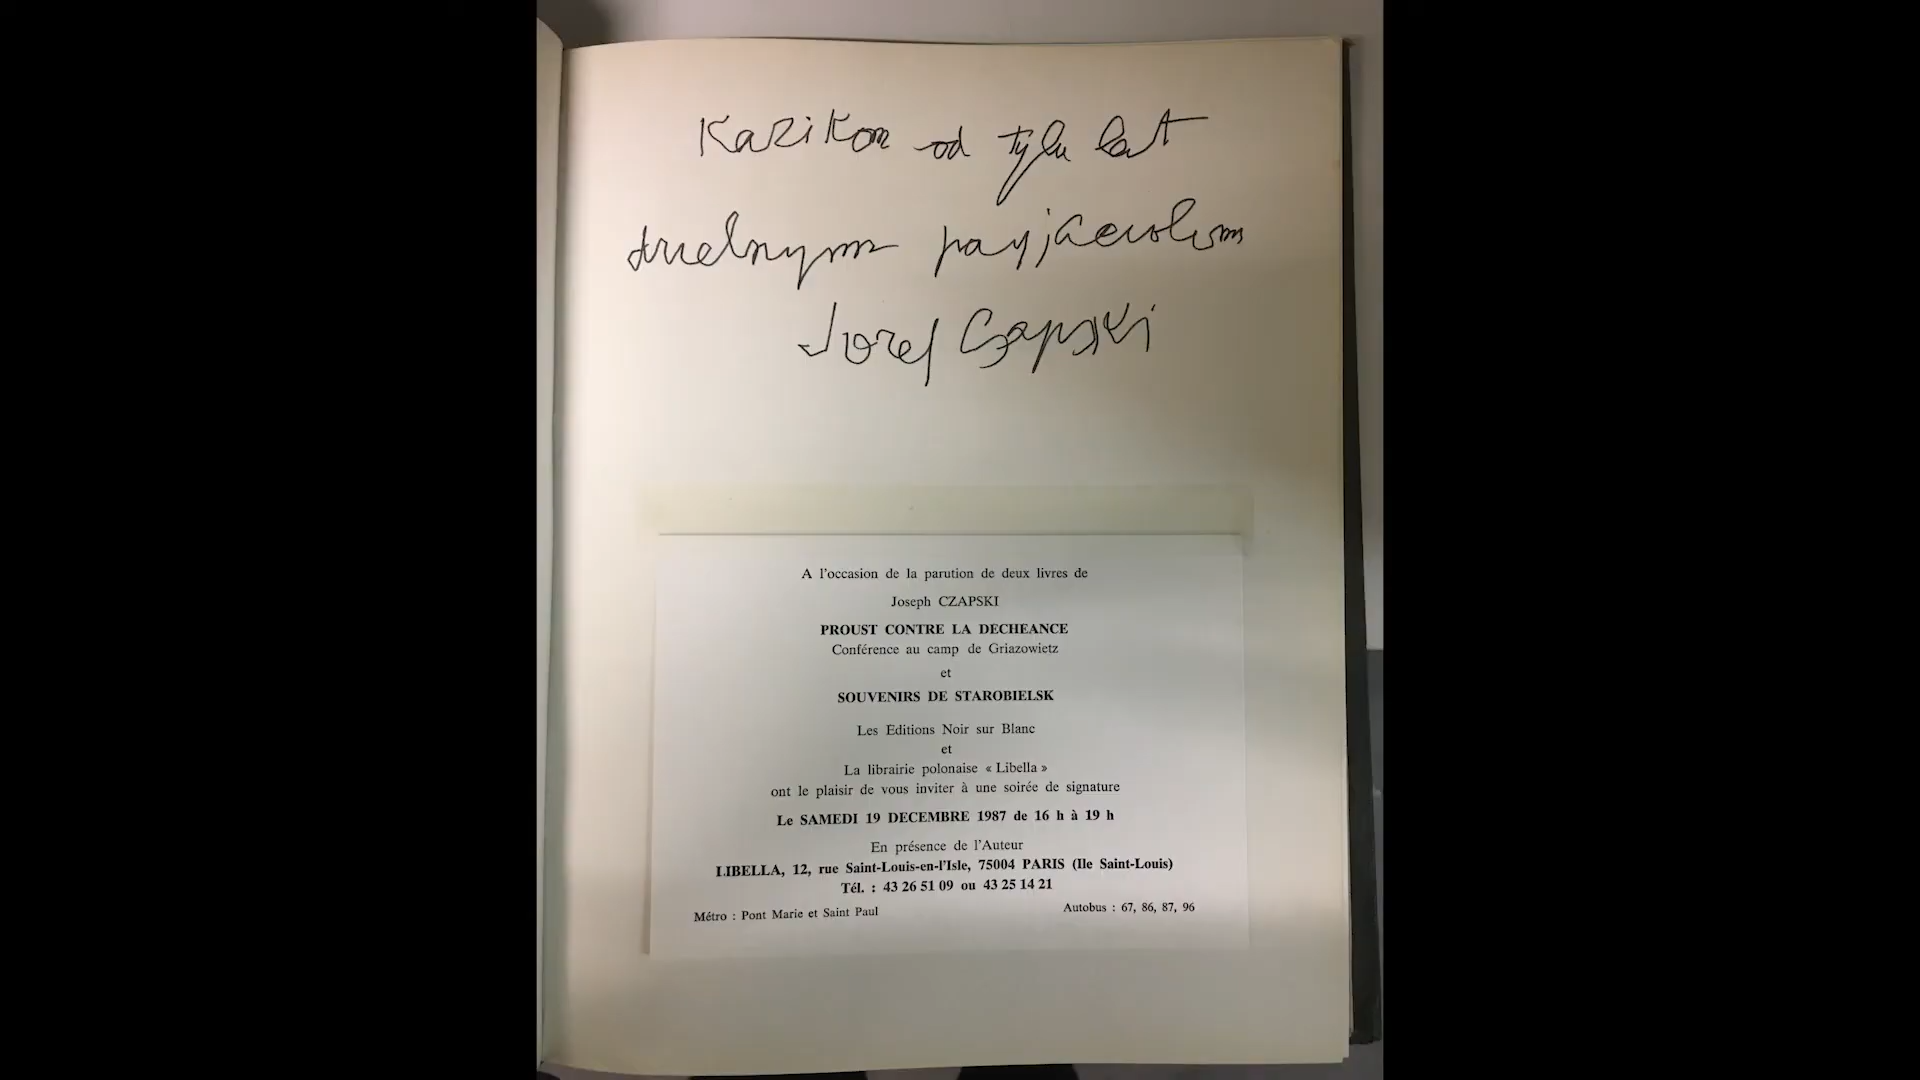 Kazikom od tylu lat
wiernym przyjaciolom
Józef Czapski
A l'occasion de la parution de deux livres de
Joseph CZAPSKI
PROUST CONTRE LA DECHEANCE
Conférence au camp de Griazowietz
et
SOUVENIRS DE STAROBIELSK
Les Editions Noir sur Blanc
et
La librairie polonaise « Libella »
ont le plaisir de vous inviter à une soirée de signature
Le SAMEDI 19 DECEMBRE 1987 de 16 h à 19 h
En présence de l'Auteur
LIBELLA, 12, rue Saint-Louis-en-l'Isle, 75004 PARIS (Ile Saint-Louis)
Tél. : 43 26 51 09 ou 43 25 14 21
Métro : Pont Marie et Saint Paul Autobus : 67, 86, 87, 96